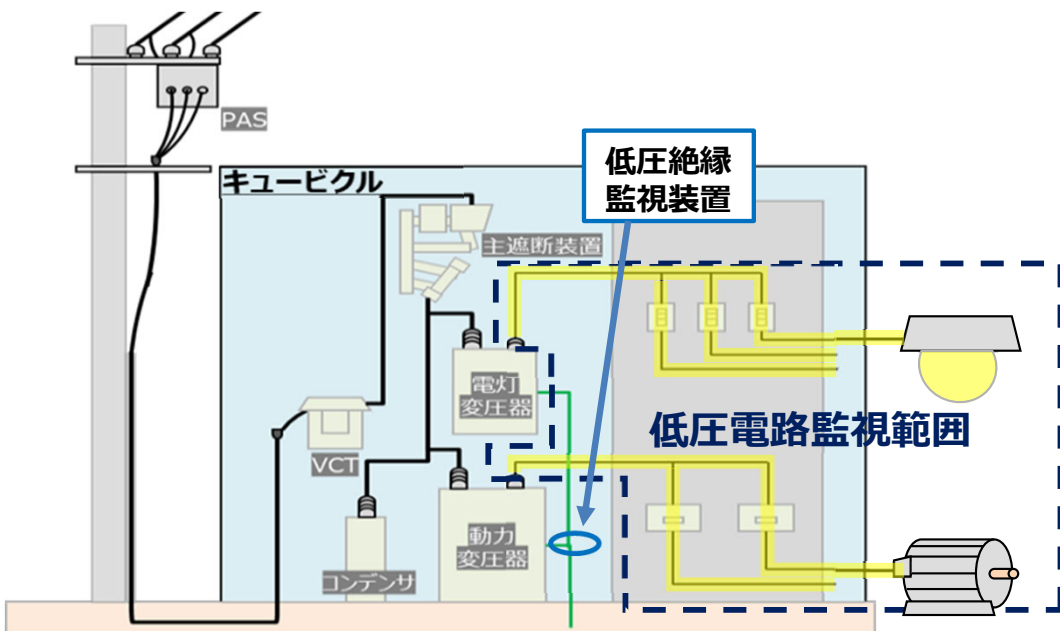 PAS
低圧絶縁
監視装置
キュービクル
主遮断装置
電灯
変圧器
低圧電路監視範囲
VCT
動力
変圧器
コンデンサ